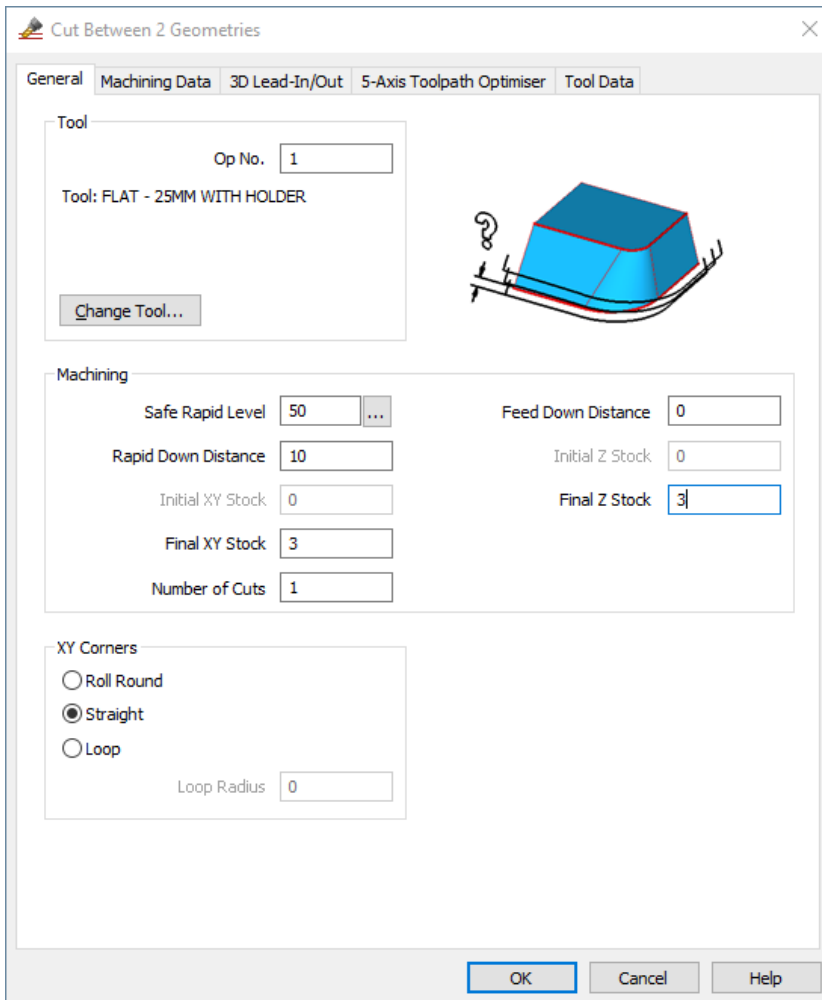 Cut Between 2 Geometries
General Machining Data 3D Lead-In/Out 5-Axis Toolpath Optimiser Tool Data
Tool
Op No. 1
Tool: FLAT - 25MM WITH HOLDER
?
Change Tool...
Machining
Safe Rapid Level 50 ... Feed Down Distance 0
Rapid Down Distance 10 Initial Z Stock 0
Initial XY Stock 0 Final Z Stock 3
Final XY Stock 3
Number of Cuts 1
XY Corners
Roll Round
Straight
Loop
Loop Radius 0
OK Cancel Help